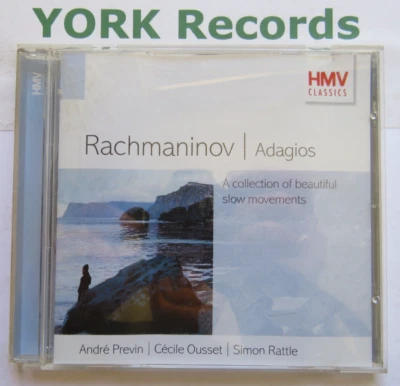 YORK Records
HMV
HMV
CLASSICS
Rachmaninov | Adagios
A collection of beautiful
slow movements
André Previn | Cécile Ousset | Simon Rattle